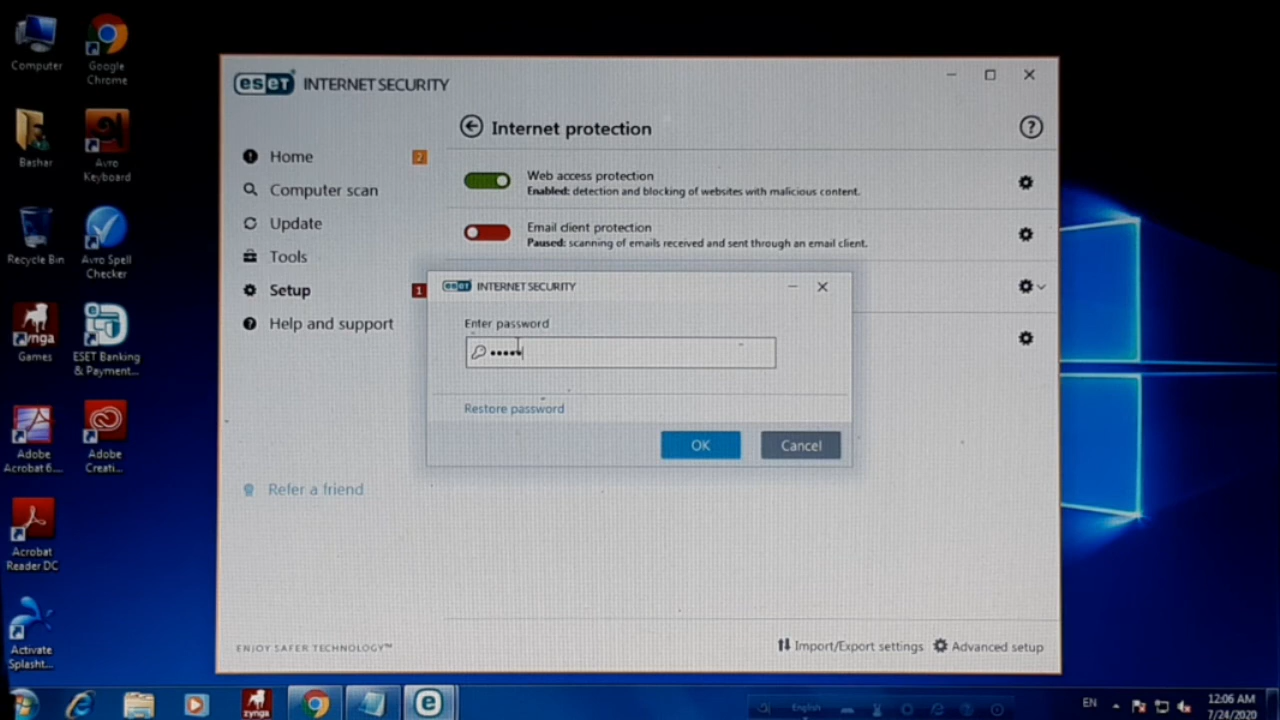 Computer
Google
Chrome
Bashar
Avro
Keyboard
Recycle Bin
Avro Spell
Checker
zynga
Games
ESET Banking
& Payment...
Adobe
Acrobat 6....
Adobe
Creati...
Acrobat
Reader DC
Activate
Splasht...
eseT INTERNET SECURITY
Home
2
Computer scan
Update
Tools
Setup
1
Help and support
Refer a friend
Internet protection
?
Web access protection
Enabled: detection and blocking of websites with malicious content.
Email client protection
Paused: scanning of emails received and sent through an email client.
eseT INTERNET SECURITY
Enter password
•••••
Restore password
OK
Cancel
ENJOY SAFER TECHNOLOGY™
Import/Export settings
Advanced setup
zynga
e
English
EN
12:06 AM
7/24/2020